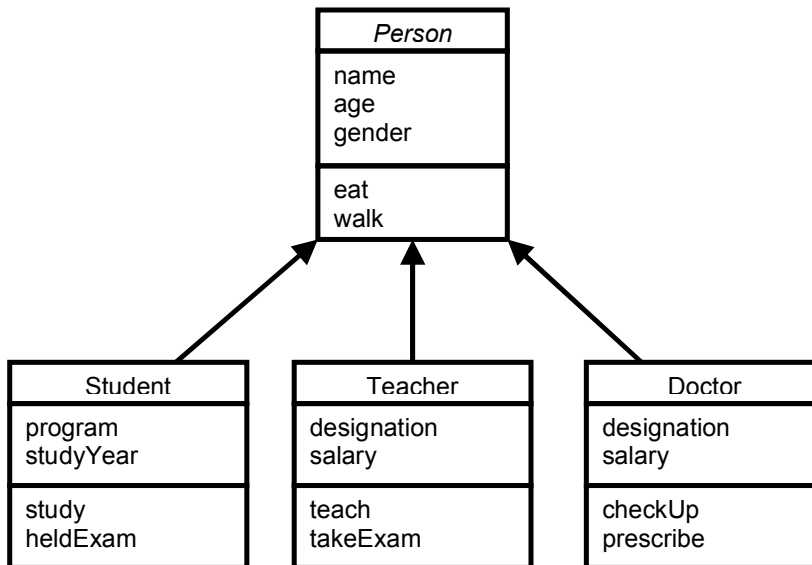 Person
name
age
gender
eat
walk
Student
program
studyYear
study
heldExam
Teacher
designation
salary
teach
takeExam
Doctor
designation
salary
checkUp
prescribe